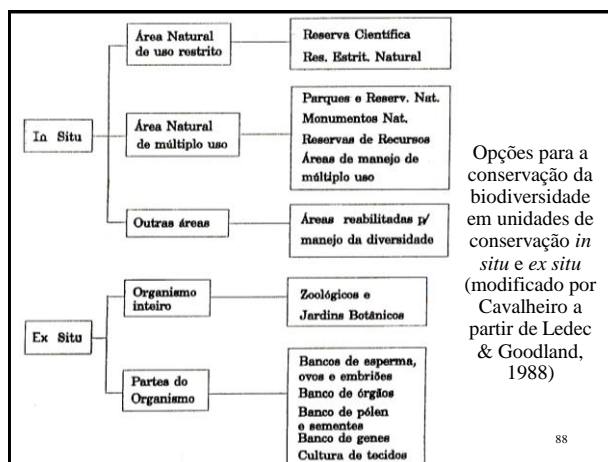 Área Natural
de uso restrito
Reserva Científica
Res. Estrit. Natural
In Situ
Área Natural
de múltiplo uso
Parques e Reserv. Nat.
Monumentos Nat.
Reservas de Recursos
Áreas de manejo de
múltiplo uso
Outras áreas
Áreas reabilitadas p/
manejo da diversidade
Ex Situ
Organismo
inteiro
Zoológicos e
Jardins Botânicos
Partes do
Organismo
Bancos de esperma,
ovos e embriões
Banco de órgãos
Banco de pólen
e sementes
Banco de genes
Cultura de tecidos
Opções para a
conservação da
biodiversidade
em unidades de
conservação in
situ e ex situ
(modificado por
Cavalheiro a
partir de Ledec
& Goodland,
1988)
88